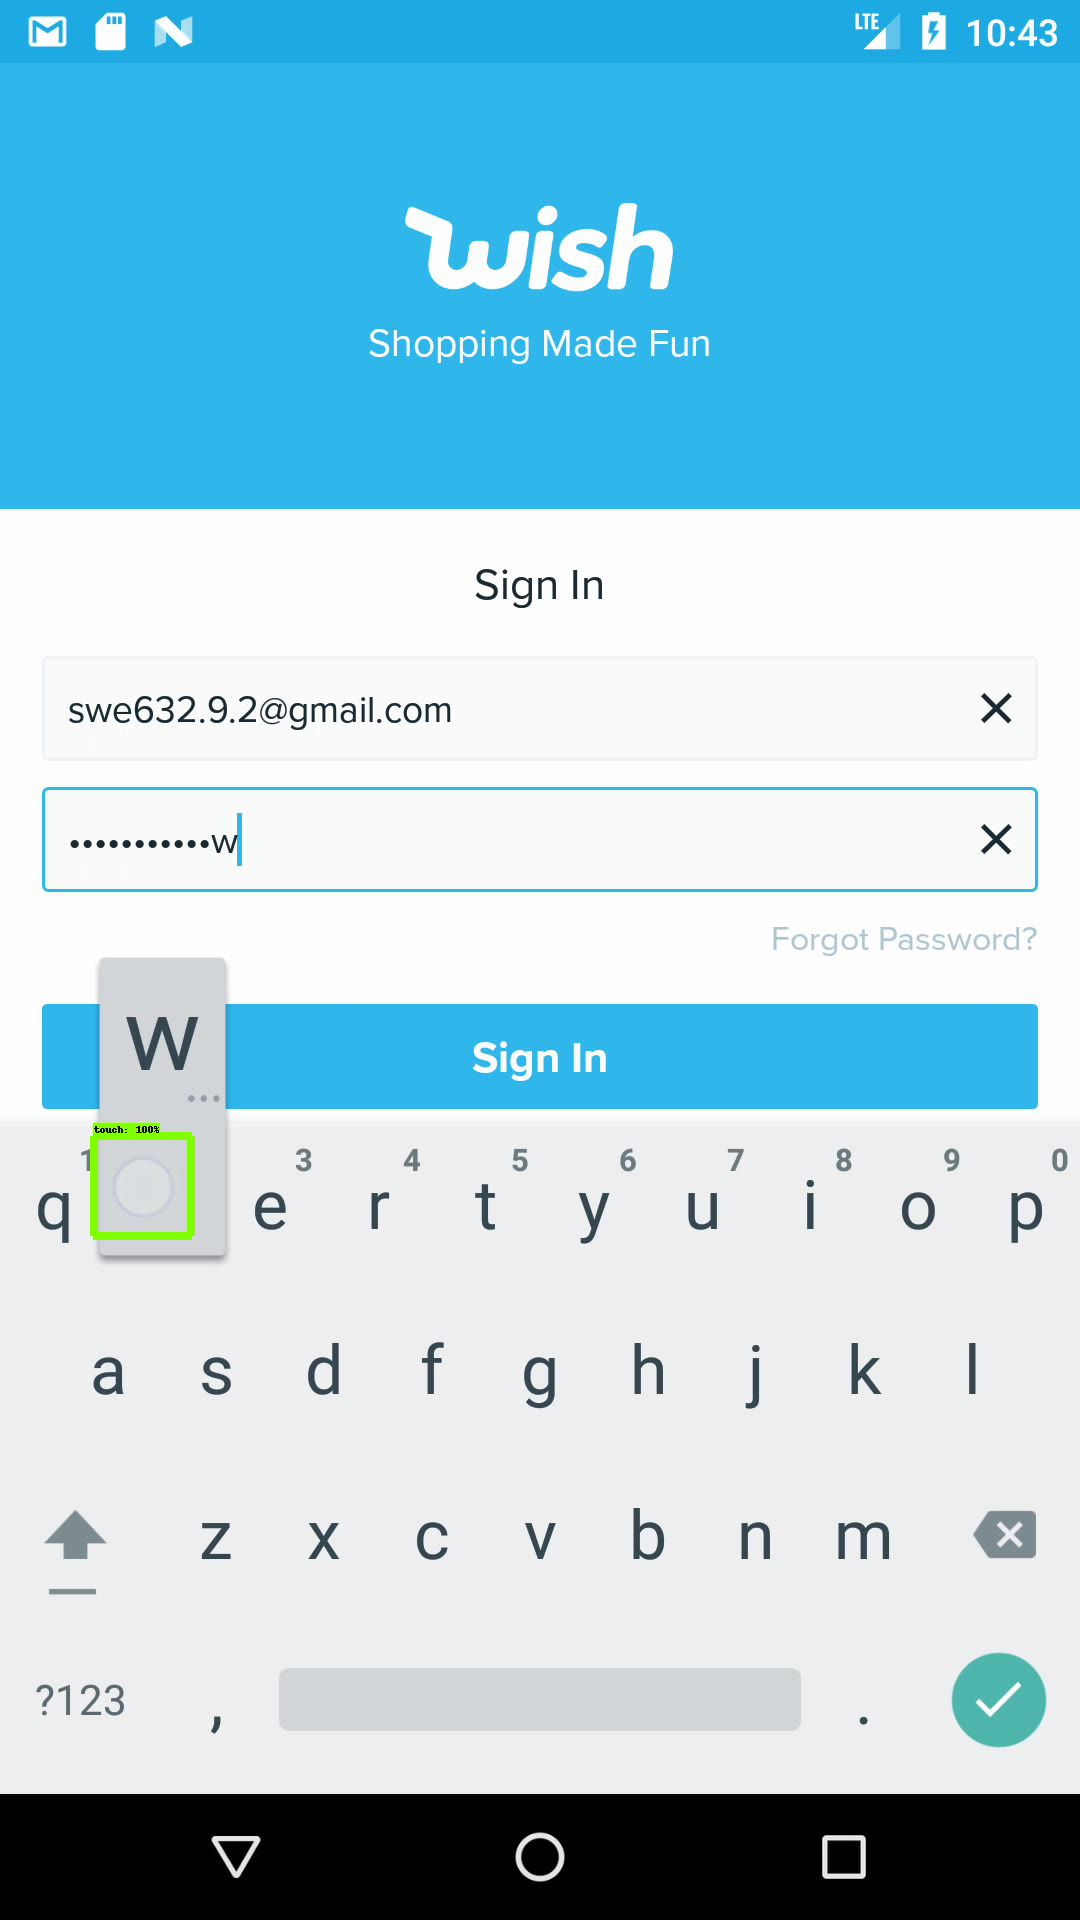 LTE 10:43
wish
Shopping Made Fun
Sign In
swe632.9.2@gmail.com
•••••••••••w
Forgot Password?
Sign In
W
...
touch: 100%
1 3 4 5 6 7 8 9 0
q e r t y u i o p
a s d f g h j k l
z x c v b n m
?123 , .